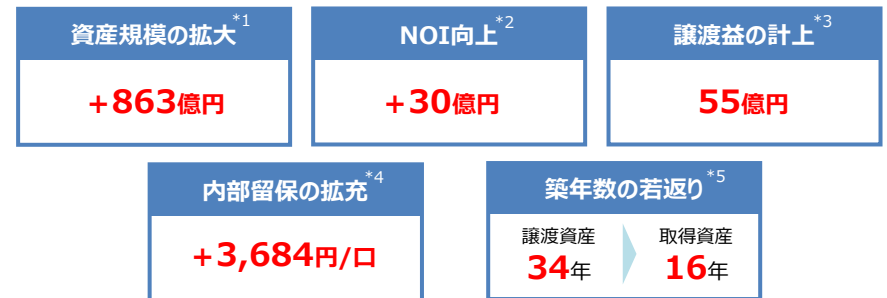 資産規模の拡大*1
+863億円
NOI向上*2
+30億円
譲渡益の計上*3
55億円
内部留保の拡充*4
+3,684円/口
築年数の若返り*5
譲渡資産 取得資産
34年 16年